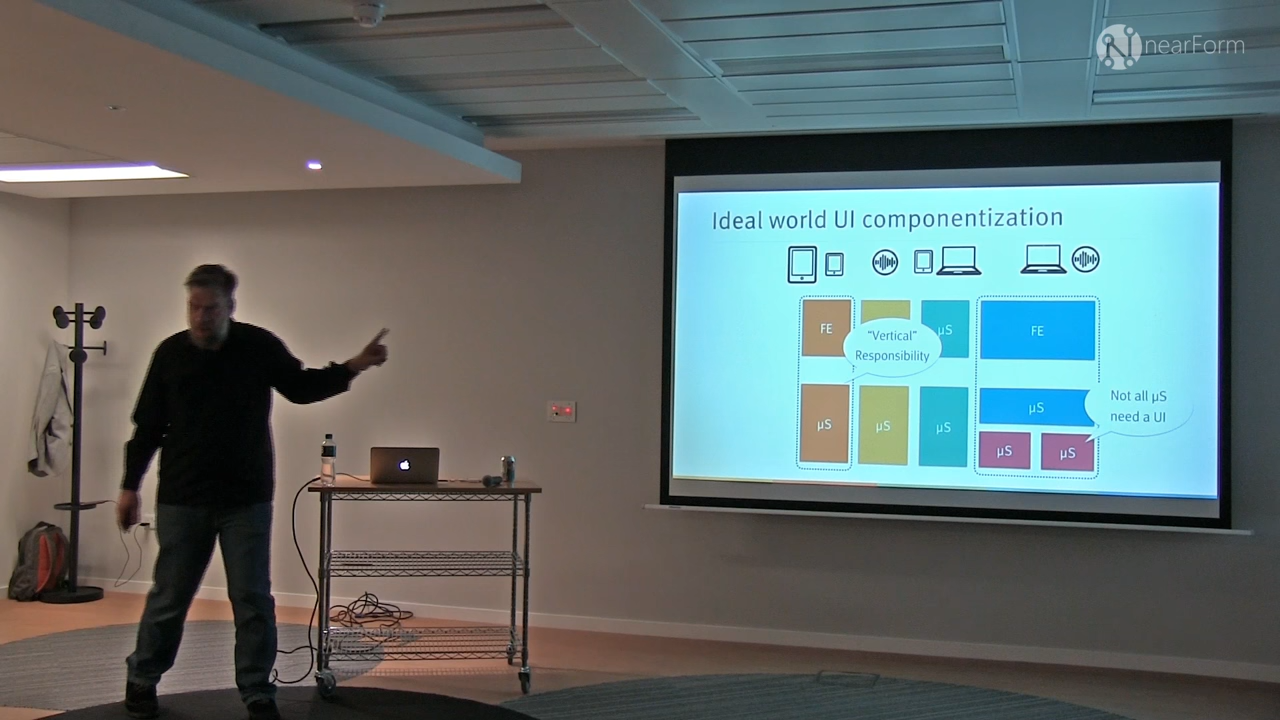 nearForm
Ideal world UI componentization
FE
µS
FE
"Vertical"
Responsibility
µS
µS
µS
µS
µS
µS
Not all µS
need a UI